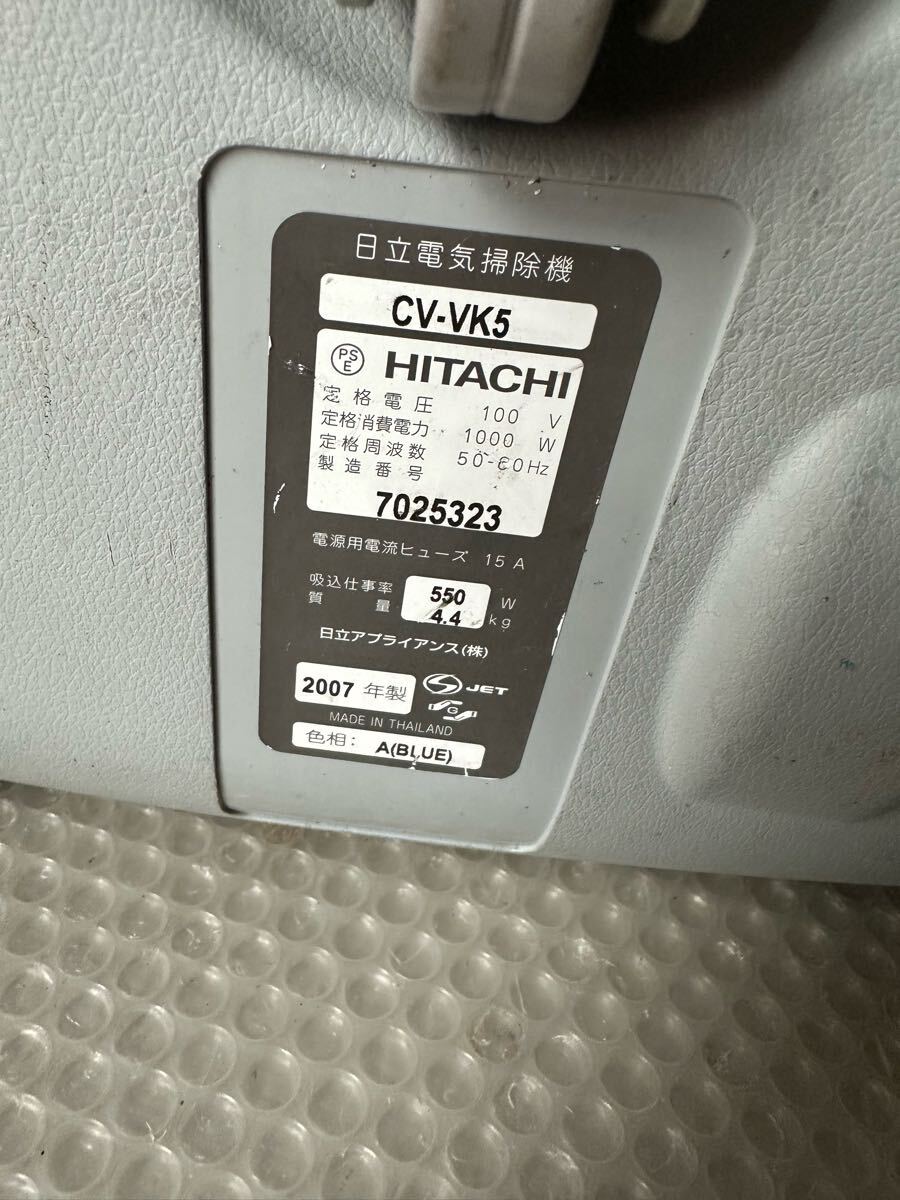 日立電気掃除機
CV-VK5
PS E HITACHI
定格電圧 100 V
定格消費電力 1000 W
定格周波数 50-60Hz
製造番号
7025323
電源用電流ヒューズ 15A
吸込仕事率 550 W
質量 4.4 kg
日立アプライアンス(株)
2007 年製 S JET
G
MADE IN THAILAND
色相: A(BLUE)